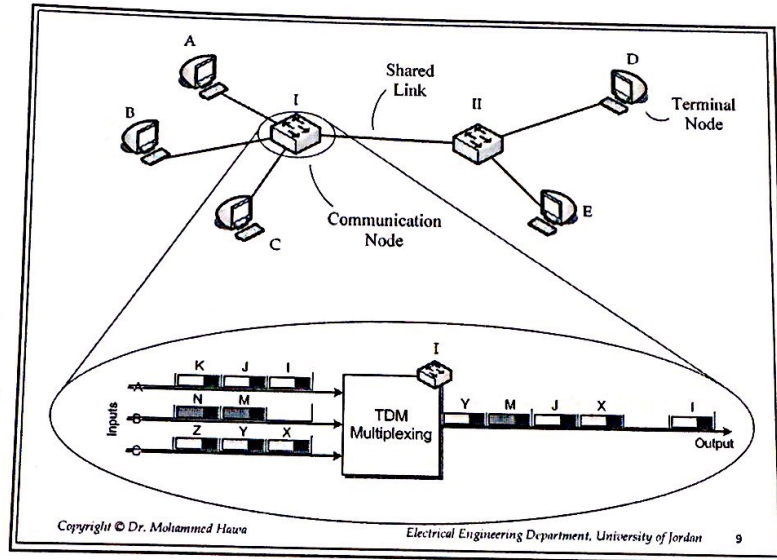 A
I
Shared
Link
D
II
Terminal
Node
B
C
Communication
Node
E
I
K J I
A
N M
B
Inputs
Z Y X
C
TDM
Multiplexing
Y M J X I
Output
Copyright © Dr. Mohammed Hawa
Electrical Engineering Department, University of Jordan
9